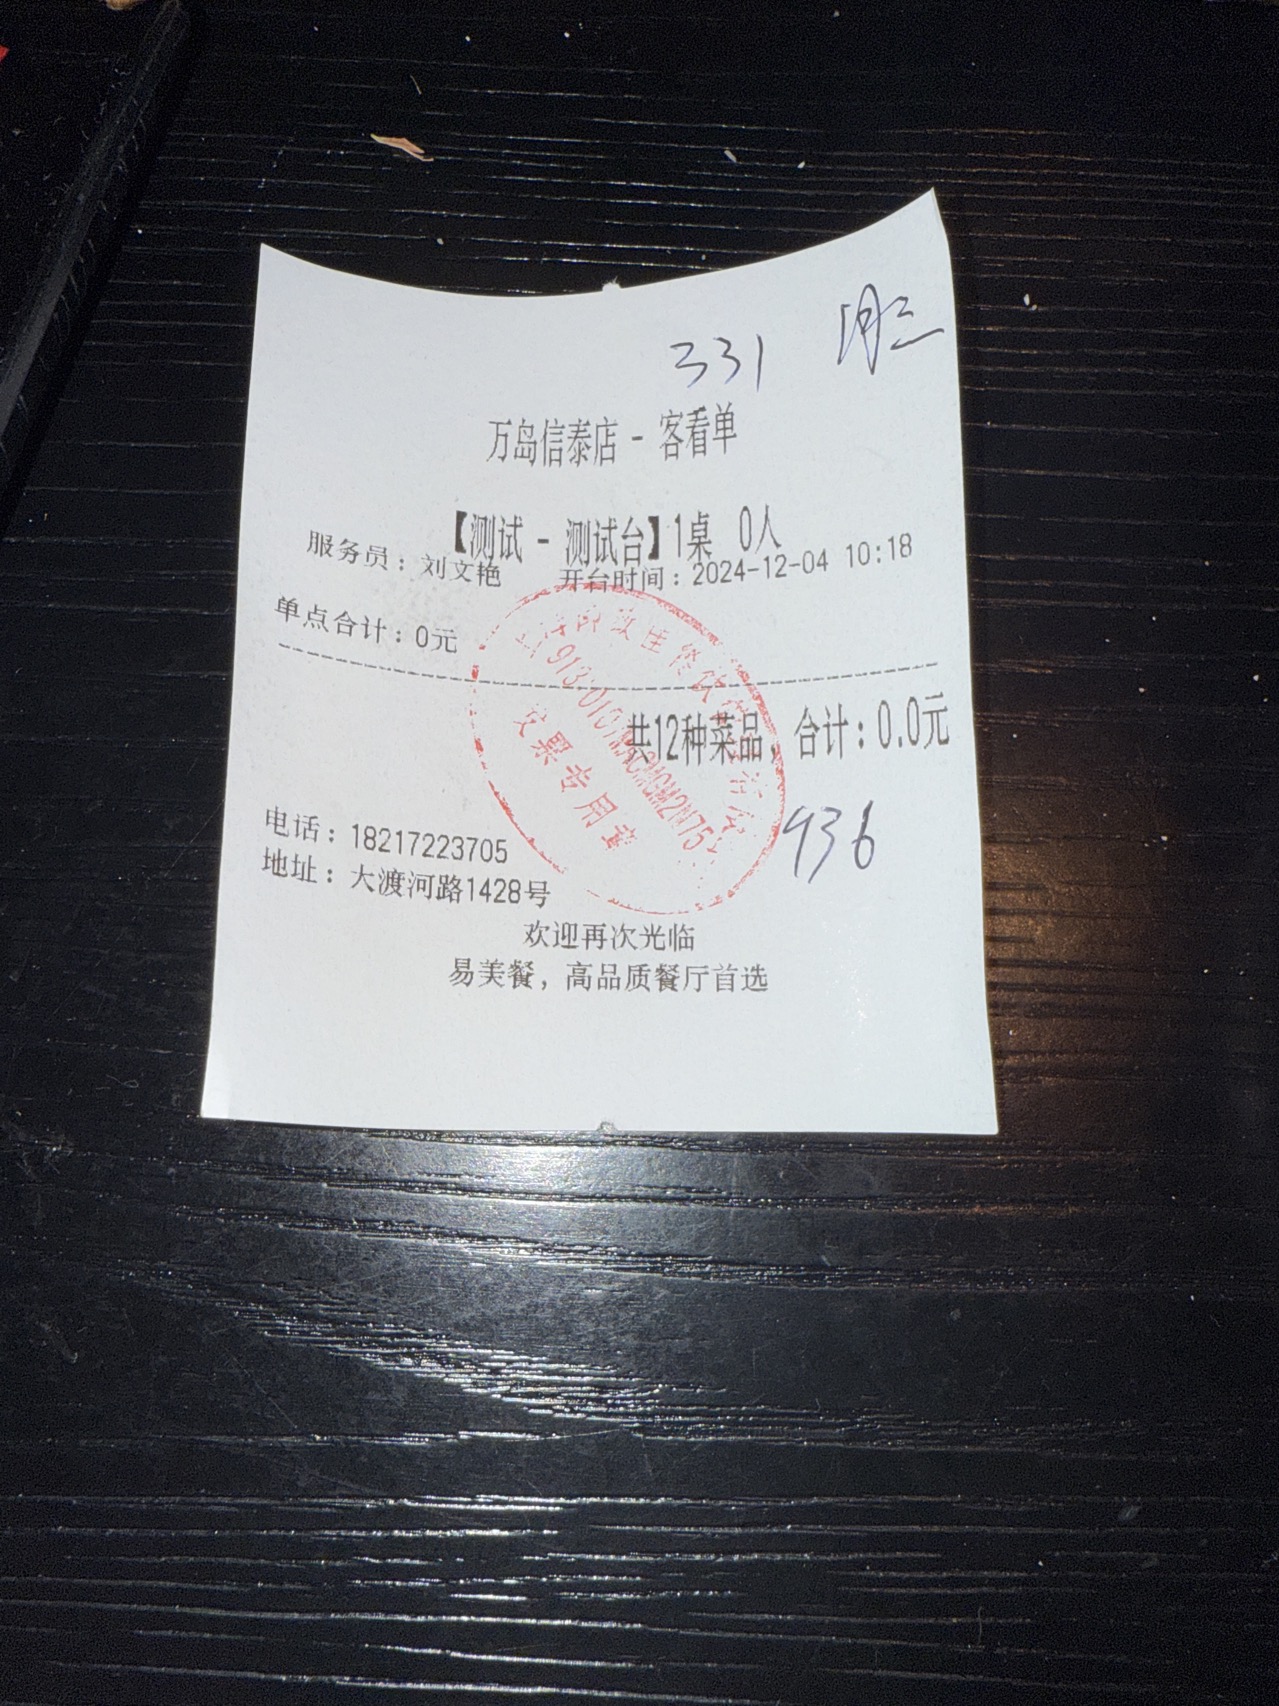 331 周三
万岛信泰店 - 客看单
【测试 - 测试台】1桌 0人
服务员：刘文艳 开台时间：2024-12-04 10:18
单点合计：0元
共12种菜品，合计：0.0元
936
电话：18217223705
地址：大渡河路1428号
欢迎再次光临
易美餐，高品质餐厅首选
发票专用章